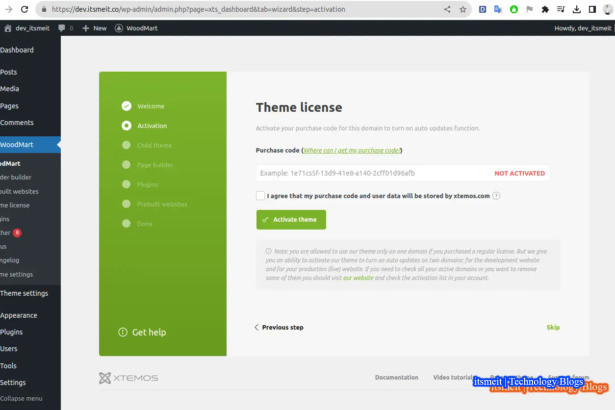 https://dev.itsmeit.co/wp-admin/admin.php?page=xts_dashboard&tab=wizard&step=activation
dev_itsmeit 0 New WoodMart Howdy, dev_itsmeit
Dashboard
Posts
Media
Pages
Comments
WoodMart
odMart
der builder
built websites
me license
gins
ther 8
us
ngelog
me settings
Theme settings
Appearance
Plugins
Users
Tools
Settings
Collapse menu
Welcome
Activation
Child theme
Page builder
Plugins
Prebuilt websites
Done
Get help
Theme license
Activate your purchase code for this domain to turn on auto updates function.
Purchase code (Where can I get my purchase code?)
Example: 1e71cs5f-13d9-41e8-a140-2cff01d96afb NOT ACTIVATED
I agree that my purchase code and user data will be stored by xtemos.com
Activate theme
Note: you are allowed to use our theme only on one domain if you purchased a regular license. But we give
you an ability to activate our theme to turn on auto updates on two domains: for the development website
and for your production (live) website. If you need to check all your active domains or you want to remove
some of them you should visit our website and check the activation list in your account.
Previous step Skip
XTEMOS Documentation Video tutorial
itsmeit | Technology Blogs